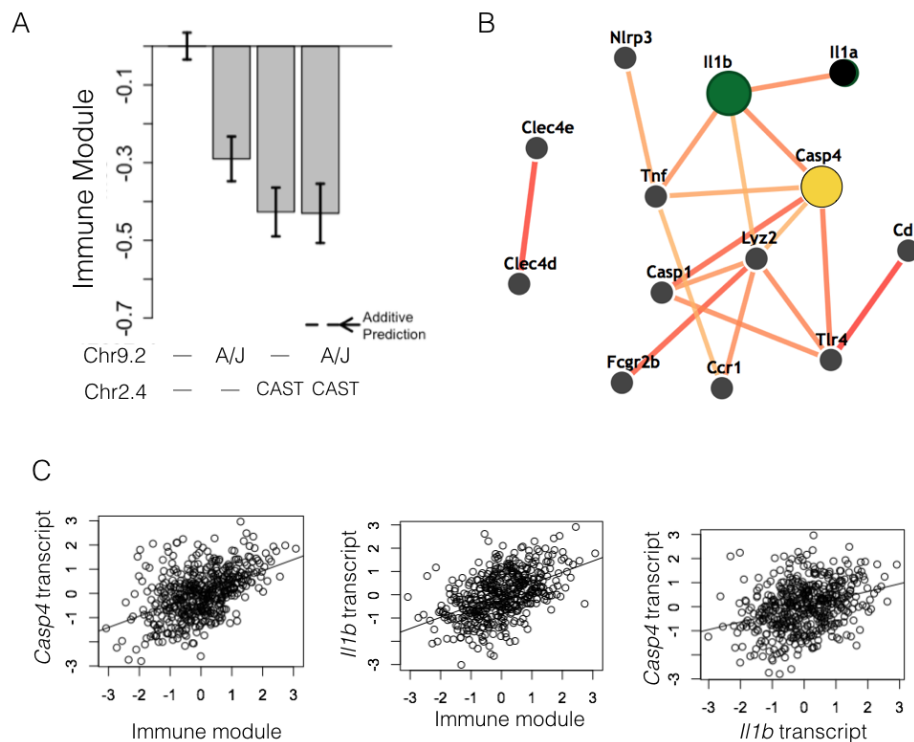 A
Immune Module
-0.1
-0.3
-0.5
-0.7
Additive
Prediction
Chr9.2 — A/J — A/J
Chr2.4 — — CAST CAST
B
Nlrp3
Il1b
Il1a
Clec4e
Casp4
Tnf
Cd
Lyz2
Clec4d
Casp1
Tlr4
Fcgr2b
Ccr1
C
Casp4 transcript
3
2
1
0
-1
-3
-3 -2 -1 0 1 2 3
Immune module
Il1b transcript
3
2
1
0
-1
-3
-3 -2 -1 0 1 2 3
Immune module
Casp4 transcript
3
2
1
0
-1
-3
-3 -2 -1 0 1 2 3
Il1b transcript